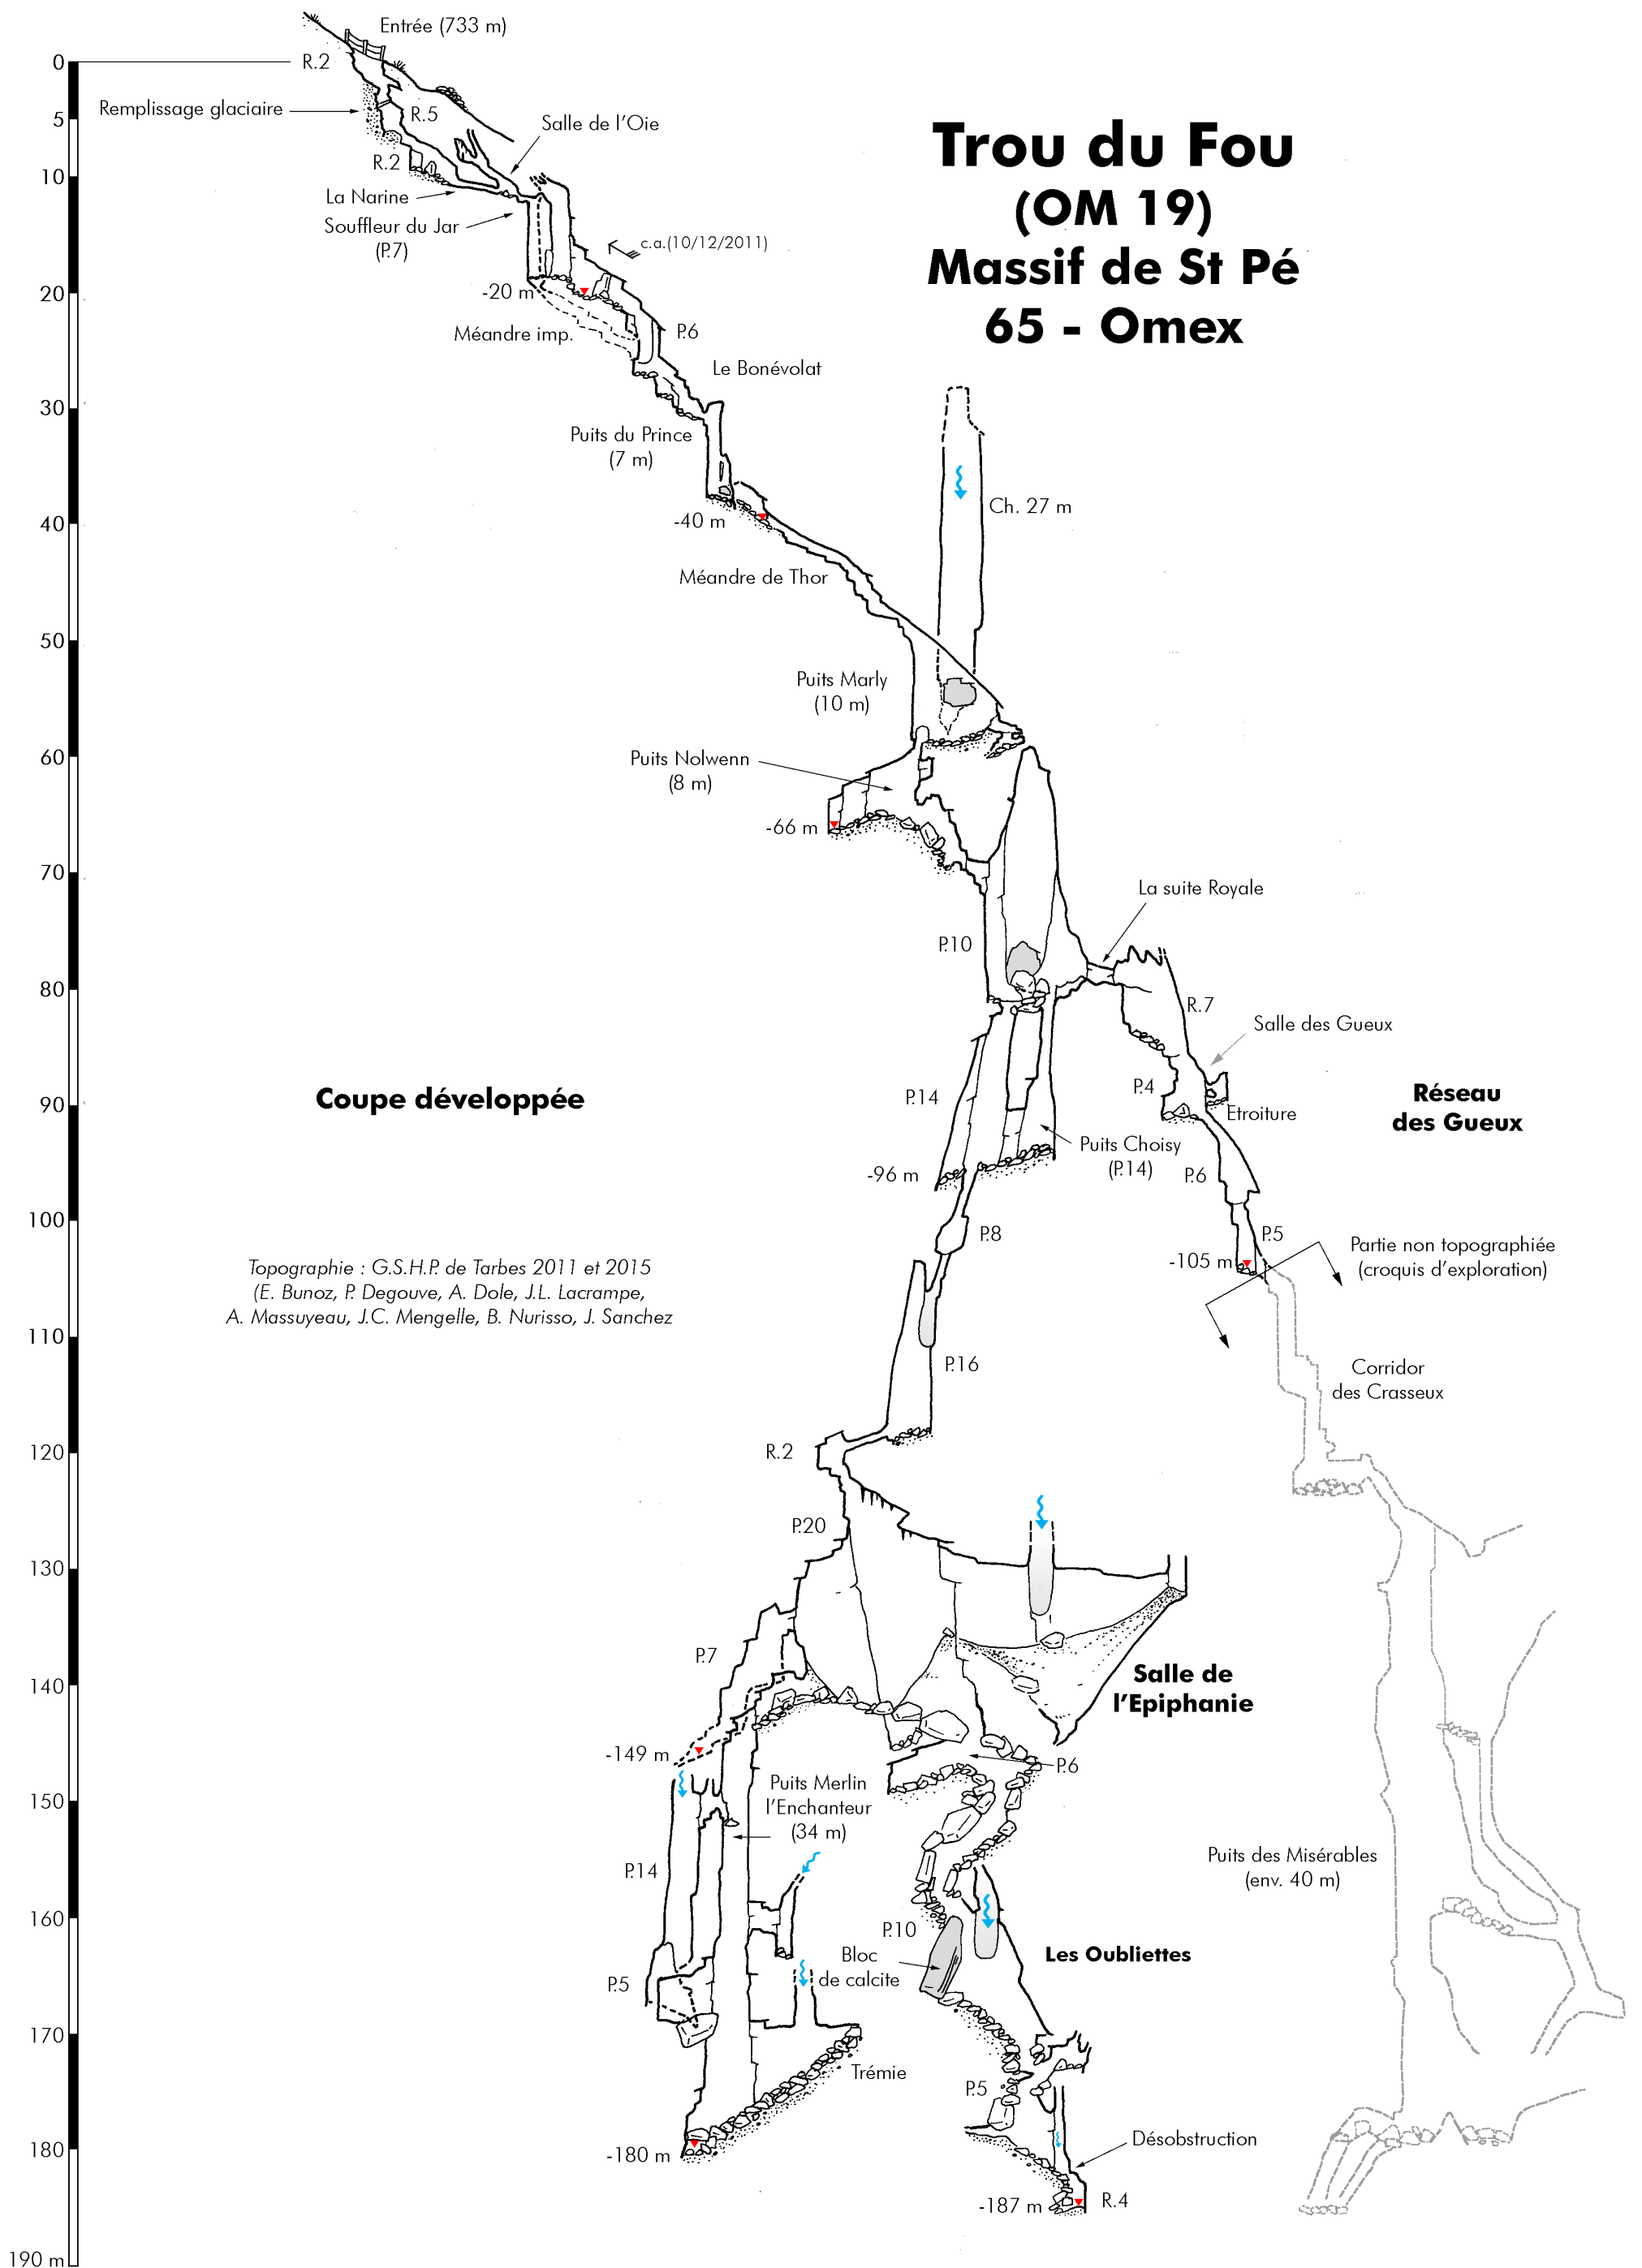 Entrée (733 m)
0
R.2
Remplissage glaciaire
R.5
5
Salle de l'Oie
R.2
10
La Narine
Souffleur du Jar
(P.7)
c.a.(10/12/2011)
Trou du Fou
(OM 19)
Massif de St Pé
65 - Omex
20
-20 m
Méandre imp.
P.6
Le Bonévolat
30
Puits du Prince
(7 m)
Ch. 27 m
40
-40 m
Méandre de Thor
50
Puits Marly
(10 m)
60
Puits Nolwenn
(8 m)
-66 m
70
La suite Royale
P.10
80
R.7
Salle des Gueux
90
Coupe développée
P.14
P.4
Etroiture
Réseau
des Gueux
Puits Choisy
(P.14)
-96 m
P.6
100
P.8
P.5
-105 m
Partie non topographiée
(croquis d'exploration)
Topographie : G.S.H.P. de Tarbes 2011 et 2015
(E. Bunoz, P. Degouve, A. Dole, J.L. Lacrampe,
A. Massuyeau, J.C. Mengelle, B. Nurisso, J. Sanchez
110
P.16
Corridor
des Crasseux
120
R.2
P.20
130
P.7
Salle de
l'Epiphanie
140
-149 m
P.6
150
Puits Merlin
l'Enchanteur
(34 m)
P.14
Puits des Misérables
(env. 40 m)
160
P.10
Bloc
de calcite
Les Oubliettes
P.5
170
Trémie
P.5
180
-180 m
Désobstruction
-187 m
R.4
190 m